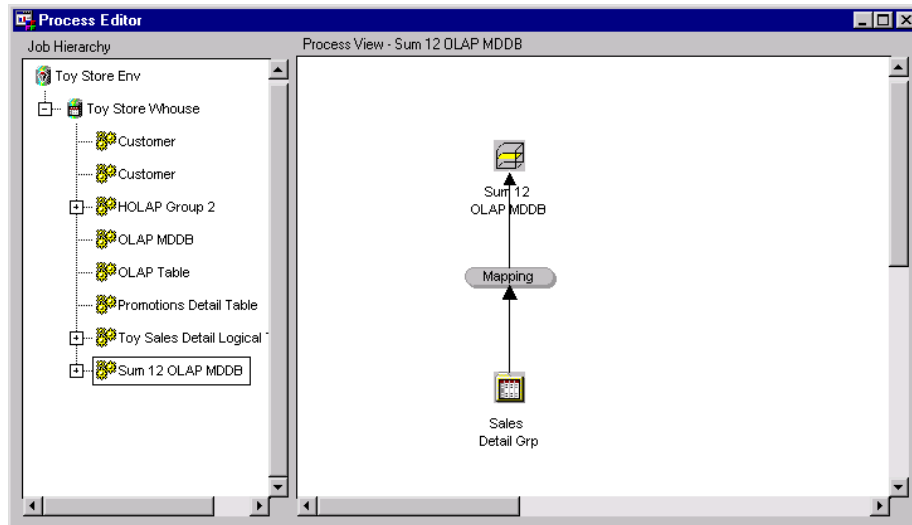 Process Editor
Job Hierarchy
Process View - Sum 12 OLAP MDDB
Toy Store Env
Toy Store Whouse
Customer
Customer
HOLAP Group 2
OLAP MDDB
OLAP Table
Promotions Detail Table
Toy Sales Detail Logical
Sum 12 OLAP MDDB
Sum 12
OLAP MDDB
Mapping
Sales
Detail Grp